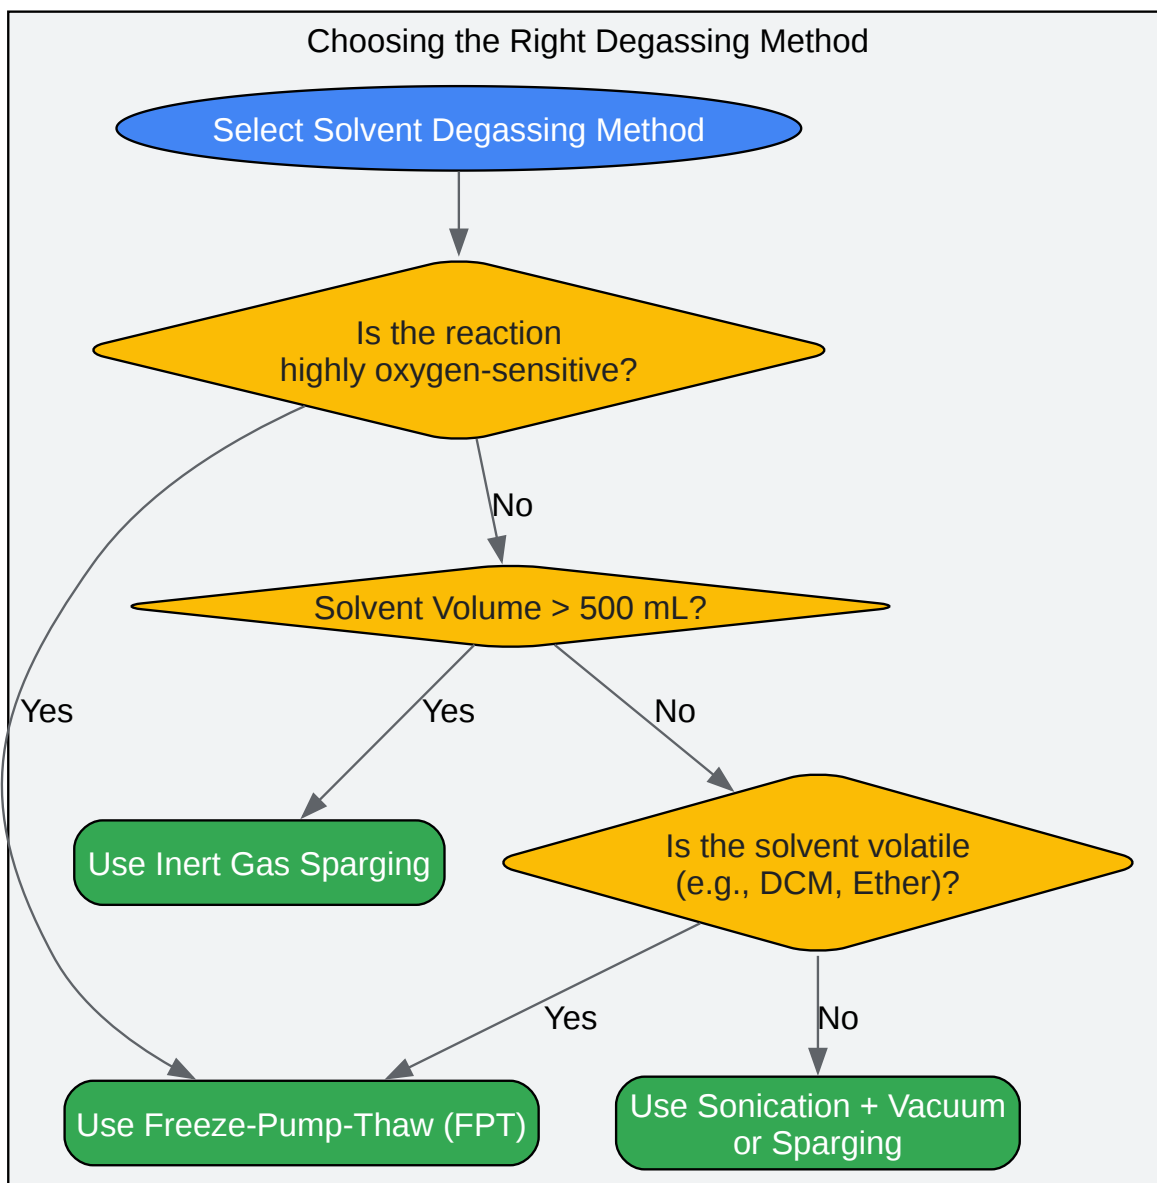 Choosing the Right Degassing Method
Select Solvent Degassing Method
Is the reaction
highly oxygen-sensitive?
No
Solvent Volume > 500 mL?
Yes
Yes
No
Use Inert Gas Sparging
Is the solvent volatile
(e.g., DCM, Ether)?
Yes
No
Use Freeze-Pump-Thaw (FPT)
Use Sonication + Vacuum
or Sparging